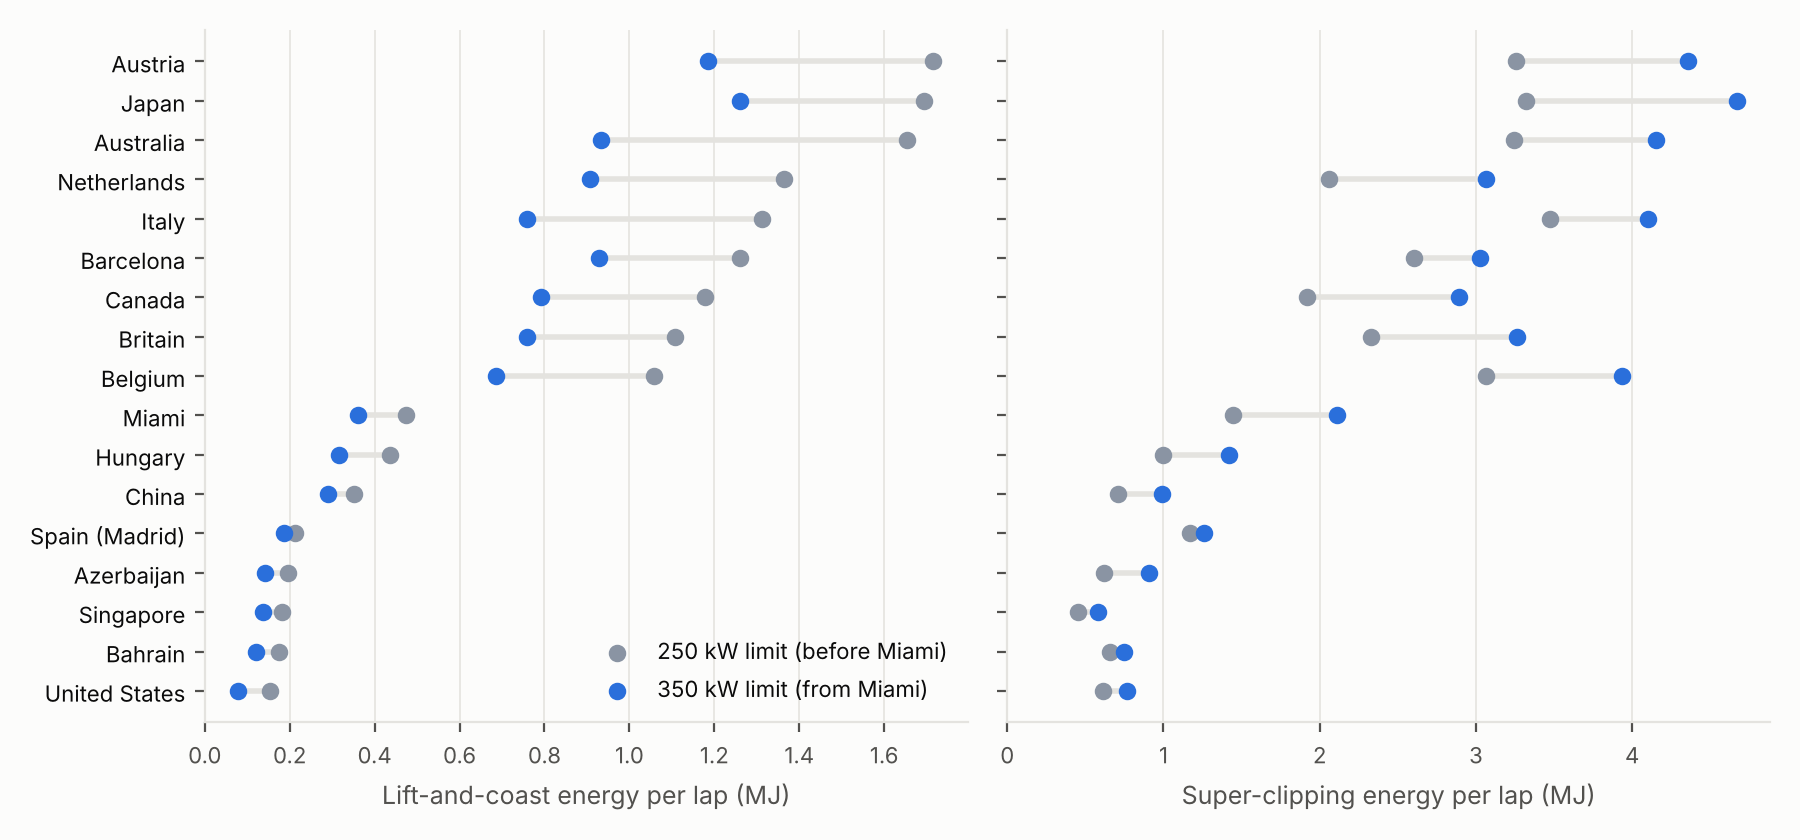 Austria
Japan
Australia
Netherlands
Italy
Barcelona
Canada
Britain
Belgium
Miami
Hungary
China
Spain (Madrid)
Azerbaijan
Singapore
Bahrain
United States
250 kW limit (before Miami)
350 kW limit (from Miami)
0.0 0.2 0.4 0.6 0.8 1.0 1.2 1.4 1.6
Lift-and-coast energy per lap (MJ)
0 1 2 3 4
Super-clipping energy per lap (MJ)